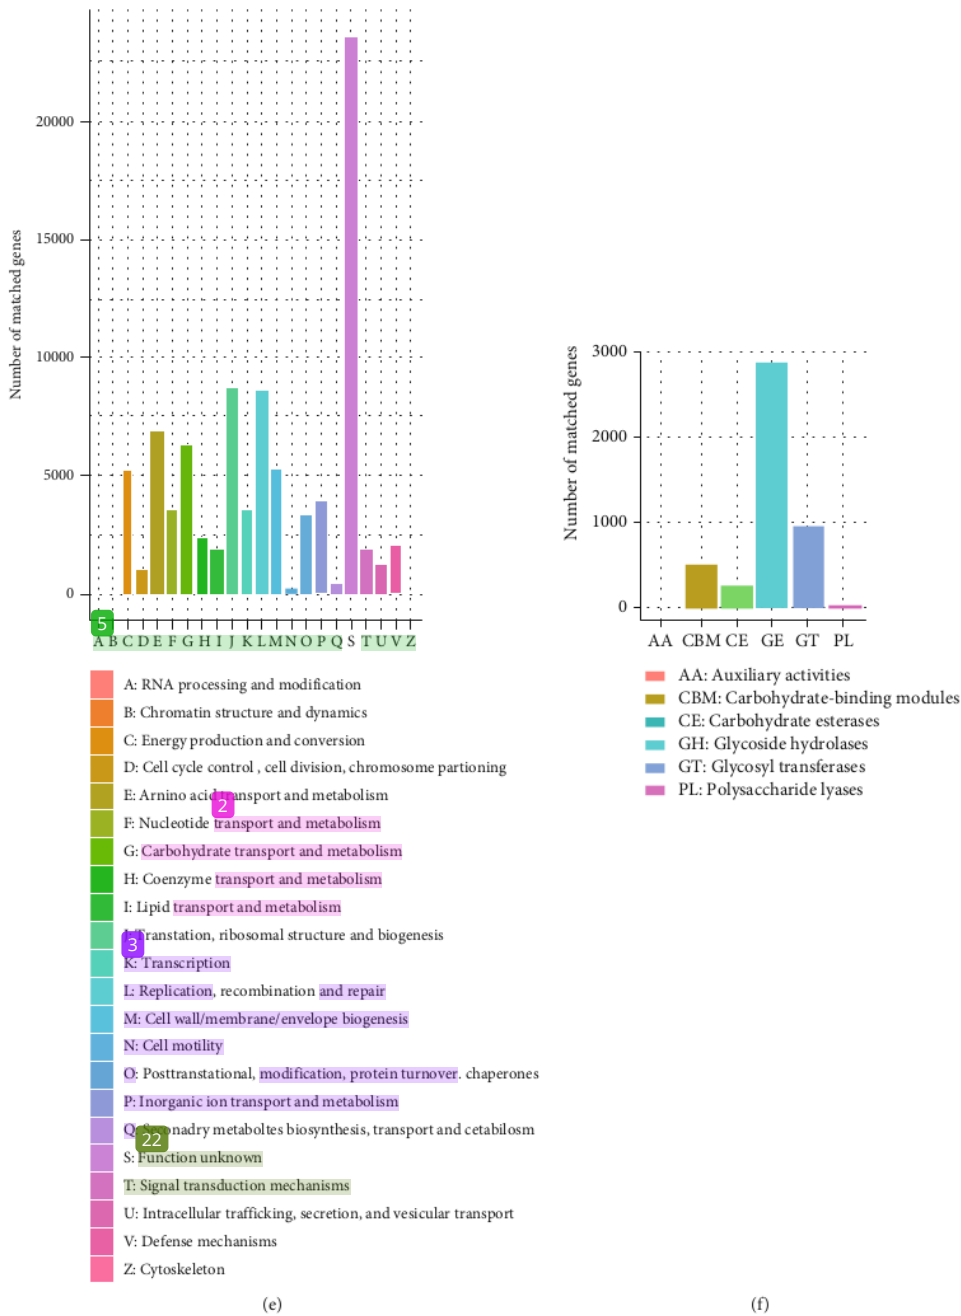 20000
15000
10000
5000
0
Number of matched genes
5
A B C D E F G H I J K L M N O P Q S T U V Z
A: RNA processing and modification
B: Chromatin structure and dynamics
C: Energy production and conversion
D: Cell cycle control , cell division, chromosome partioning
E: Arnino acid transport and metabolism
2
F: Nucleotide transport and metabolism
G: Carbohydrate transport and metabolism
H: Coenzyme transport and metabolism
I: Lipid transport and metabolism
Transtation, ribosomal structure and biogenesis
3
K: Transcription
L: Replication, recombination and repair
M: Cell wall/membrane/envelope biogenesis
N: Cell motility
O: Posttranstational, modification, protein turnover. chaperones
P: Inorganic ion transport and metabolism
Q: Seconadry metaboltes biosynthesis, transport and cetabilosm
22
S: Function unknown
T: Signal transduction mechanisms
U: Intracellular trafficking, secretion, and vesicular transport
V: Defense mechanisms
Z: Cytoskeleton
(e)
3000
2000
1000
0
Number of matched genes
AA CBM CE GE GT PL
AA: Auxiliary activities
CBM: Carbohydrate-binding modules
CE: Carbohydrate esterases
GH: Glycoside hydrolases
GT: Glycosyl transferases
PL: Polysaccharide lyases
(f)